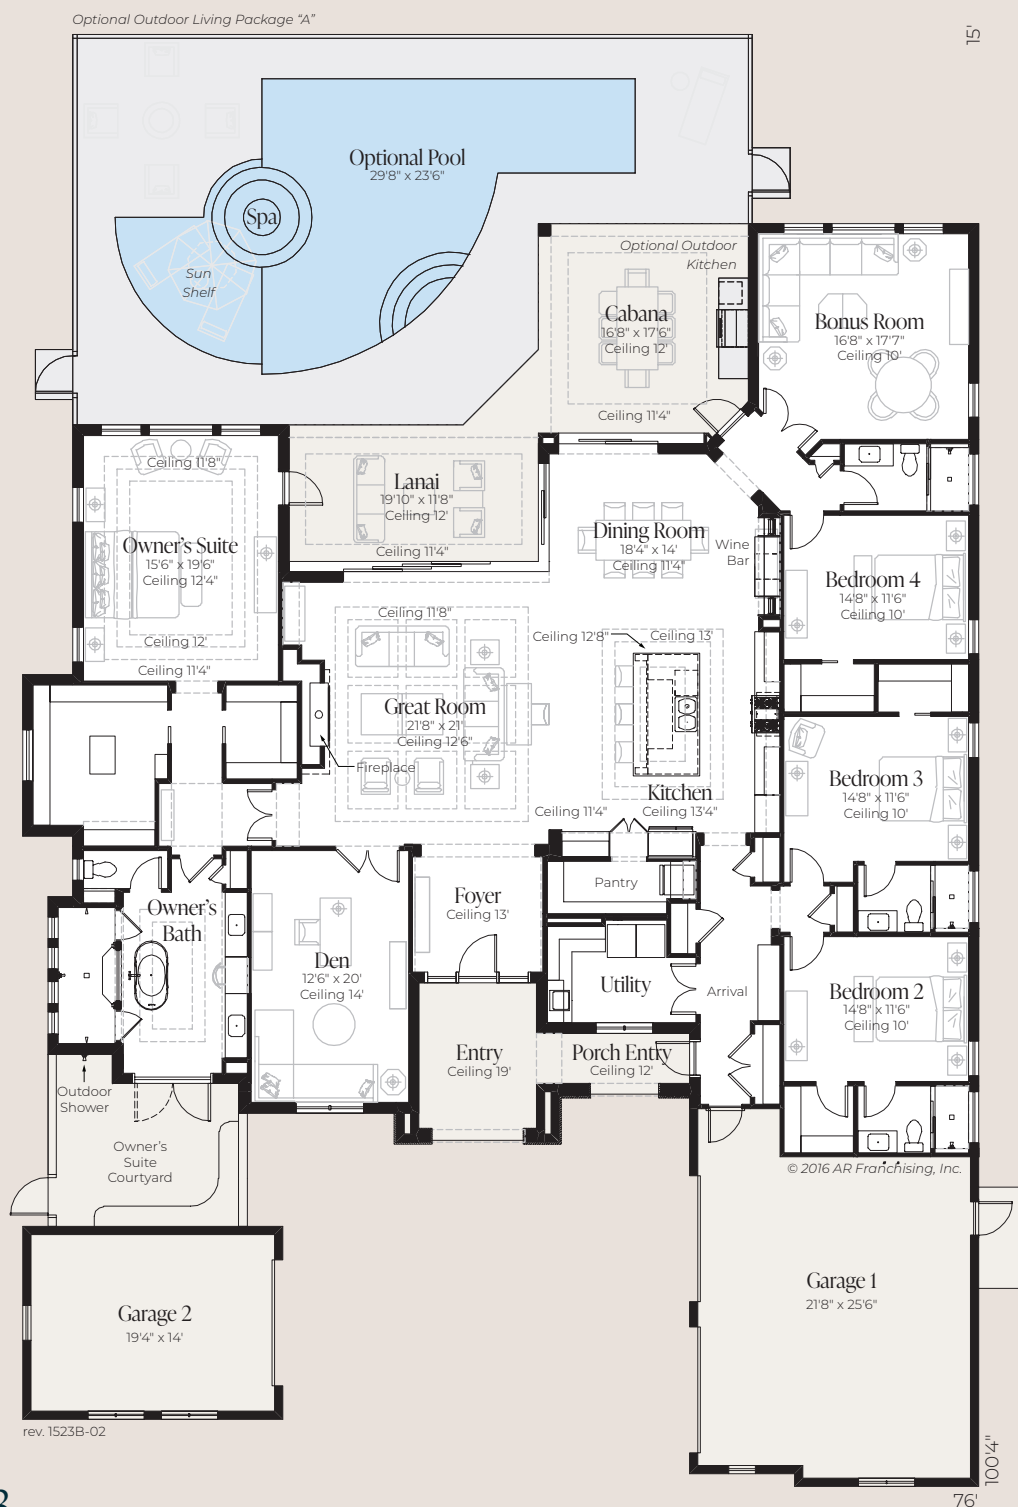 Optional Outdoor Living Package “A”
15'
Optional Pool
29'8" x 23'6"
Spa
Sun
Shelf
Optional Outdoor
Kitchen
Cabana
16'8" x 17'6"
Ceiling 12'
Ceiling 11'4"
Bonus Room
16'8" x 17'7"
Ceiling 10'
Ceiling 11'8"
Owner's Suite
15'6" x 19'6"
Ceiling 12'4"
Ceiling 12'
Ceiling 11'4"
Lanai
19'10" x 11'8"
Ceiling 12'
Ceiling 11'4"
Dining Room
18'4" x 14'
Ceiling 11'4"
Wine
Bar
Bedroom 4
14'8" x 11'6"
Ceiling 10'
Ceiling 11'8"
Ceiling 12'8"
Ceiling 13'
Great Room
21'8" x 21'
Ceiling 12'6"
Fireplace
Kitchen
Ceiling 11'4"
Ceiling 13'4"
Bedroom 3
14'8" x 11'6"
Ceiling 10'
Pantry
Foyer
Ceiling 13'
Owner's
Bath
Den
12'6" x 20'
Ceiling 14'
Utility
Arrival
Bedroom 2
14'8" x 11'6"
Ceiling 10'
Entry
Ceiling 19'
Porch Entry
Ceiling 12'
Outdoor
Shower
Owner's
Suite
Courtyard
© 2016 AR Franchising, Inc.
Garage 1
21'8" x 25'6"
Garage 2
19'4" x 14'
rev. 1523B-02
100'4"
76'